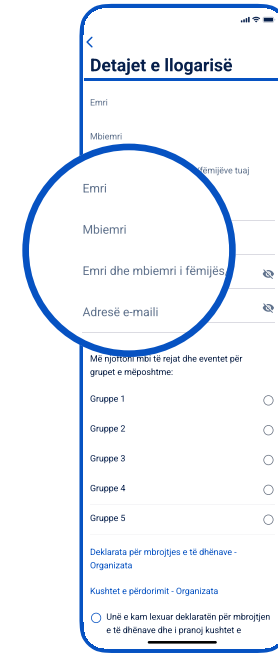 Detajet e llogarisë
Emri
Mbiemri
fëmijëve tuaj
Emri
Mbiemri
Emri dhe mbiemri i fëmijës
Adresë e-maili
Më njoftoni mbi të rejat dhe eventet për
grupet e mëposhtme:
Gruppe 1
Gruppe 2
Gruppe 3
Gruppe 4
Gruppe 5
Deklarata për mbrojtjes e të dhënave -
Organizata
Kushtet e përdorimit - Organizata
Unë e kam lexuar deklaratën për mbrojtjen
e të dhënave dhe i pranoj kushtet e